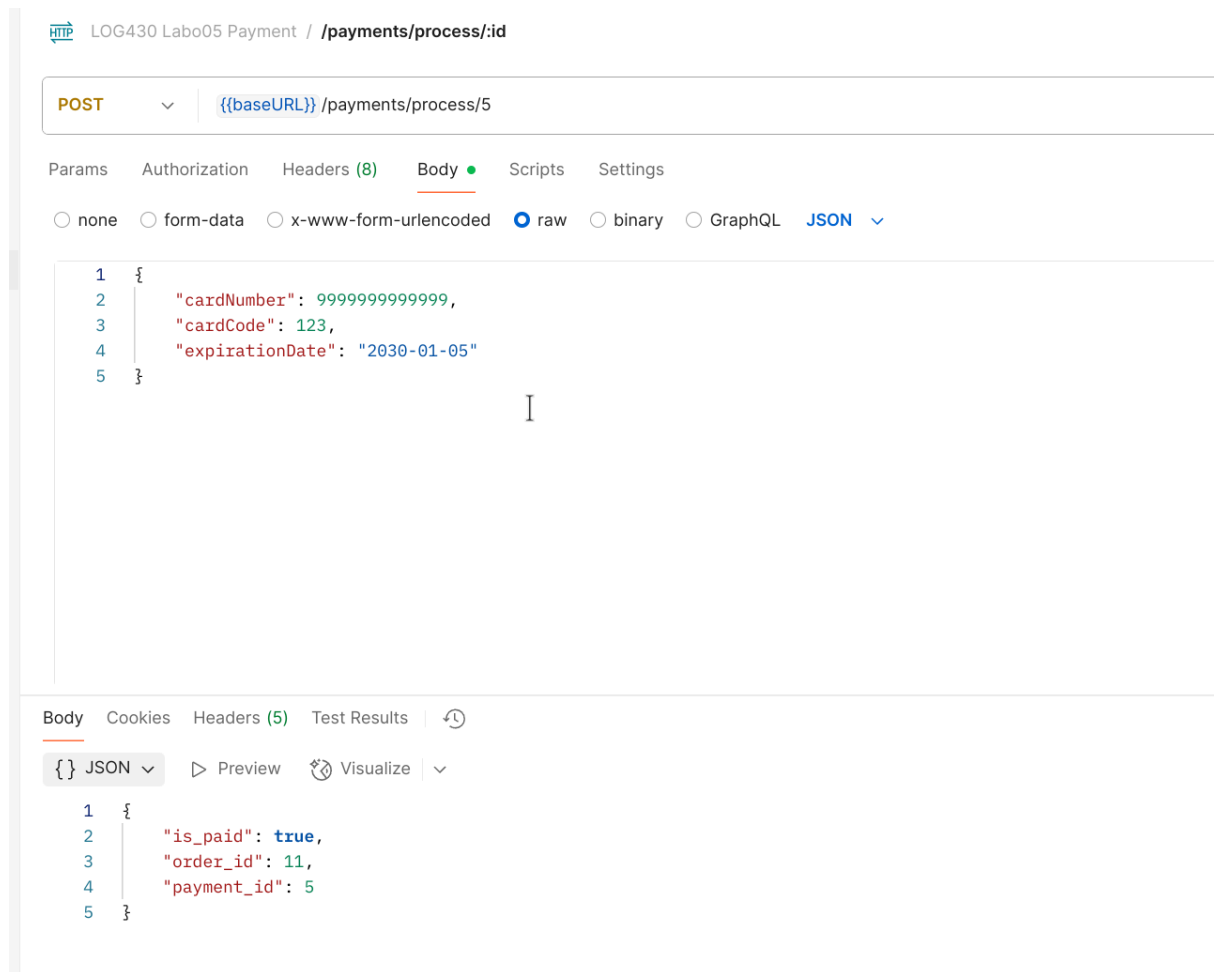 HTTP LOG430 Labo05 Payment / /payments/process/:id
POST {{baseURL}} /payments/process/5
Params Authorization Headers (8) Body Scripts Settings
none form-data x-www-form-urlencoded raw binary GraphQL JSON
1 {
2 "cardNumber": 9999999999999,
3 "cardCode": 123,
4 "expirationDate": "2030-01-05"
5 }
Body Cookies Headers (5) Test Results
{} JSON Preview Visualize
1 {
2 "is_paid": true,
3 "order_id": 11,
4 "payment_id": 5
5 }